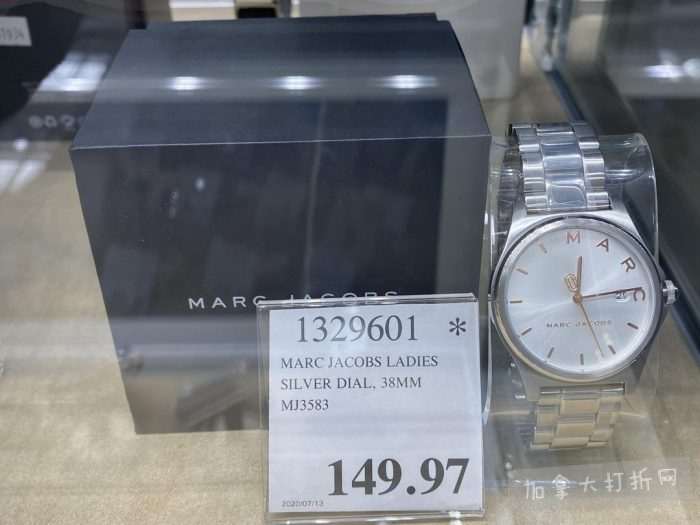 MARC JACOBS
MARC
MARC JACOBS
1329601 *
MARC JACOBS LADIES
SILVER DIAL, 38MM
MJ3583
149.97
2020/07/13
加拿大打折网